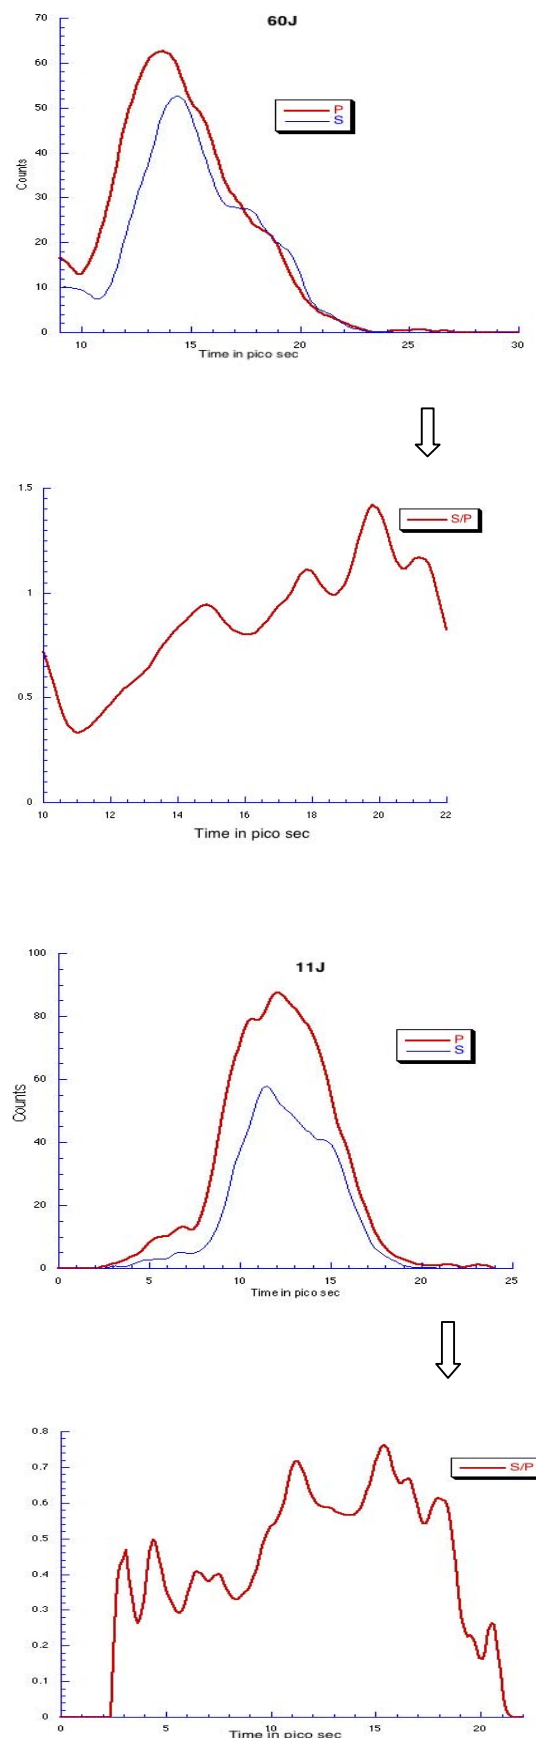 60J
70
60
50
40
30
20
10
0
Counts
P
S
10 15 20 25 30
Time in pico sec
1.5
1
0.5
0
S/P
10 12 14 16 18 20 22
Time in pico sec
11J
100
80
60
40
20
0
Counts
P
S
0 5 10 15 20 25
Time in pico sec
0.8
0.7
0.6
0.5
0.4
0.3
0.2
0.1
0
S/P
0 5 10 15 20
Time in pico sec